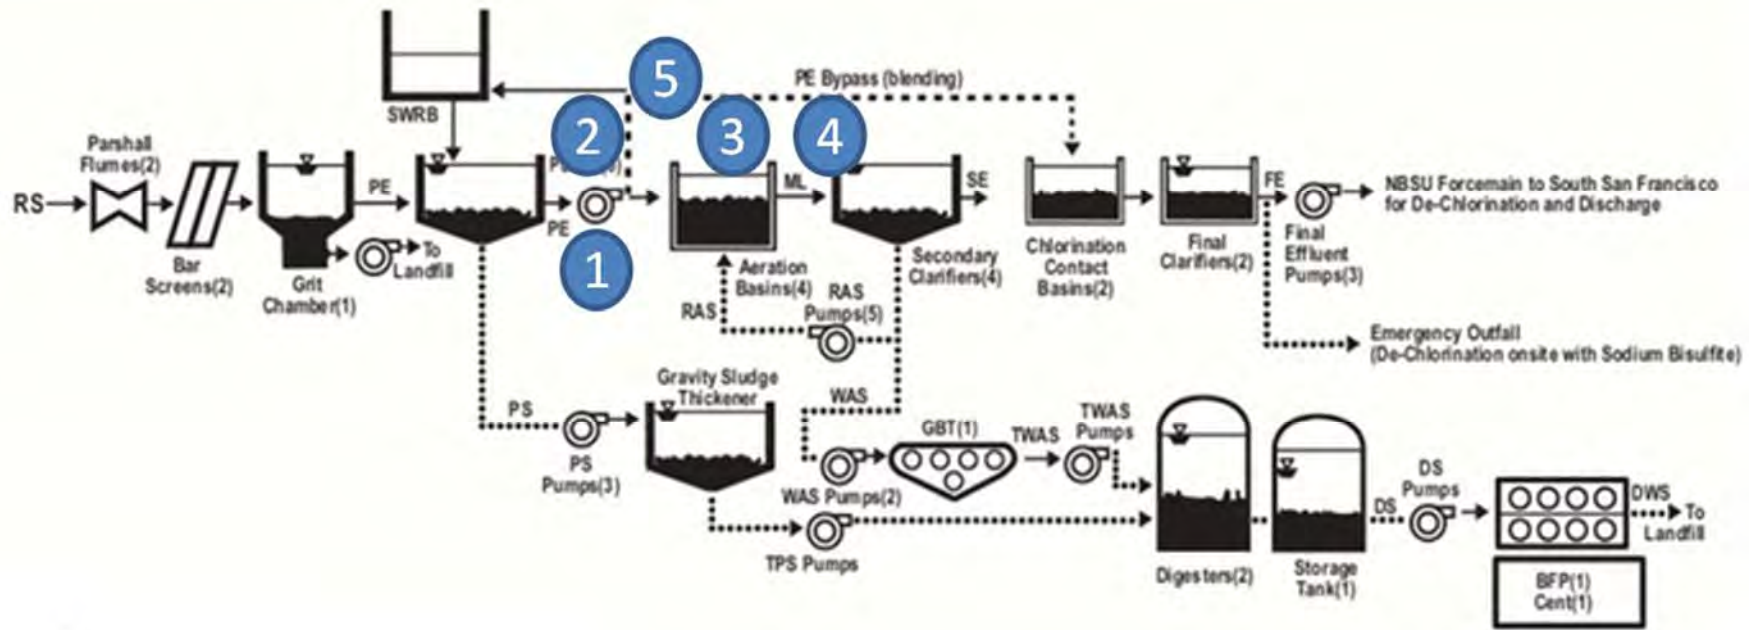 SWRB
5
PE Bypass (blending)
2
3
4
Parshall
Flumes(2)
RS
PE
PE
1
ML
SE
FE
NBSU Forcemain to South San Francisco
for De-Chlorination and Discharge
To
Landfill
Bar
Screens(2)
Grit
Chamber(1)
Aeration
Basins(4)
Secondary
Clarifiers(4)
Chlorination
Contact
Basins(2)
Final
Clarifiers(2)
Final
Effluent
Pumps(3)
RAS
RAS
Pumps(5)
Emergency Outfall
(De-Chlorination onsite with Sodium Bisulfite)
Gravity Sludge
Thickener
PS
PS
Pumps(3)
WAS
WAS Pumps(2)
GBT(1)
TWAS
TWAS
Pumps
TPS Pumps
Digesters(2)
Storage
Tank(1)
DS
DS
Pumps
DWS
To
Landfill
BFP(1)
Cent(1)